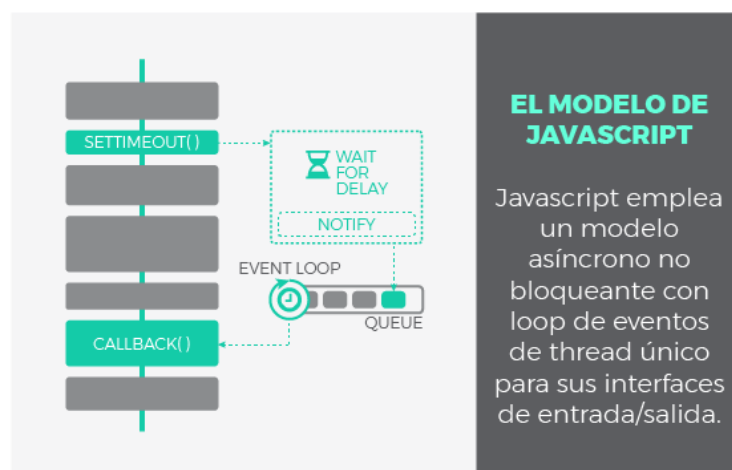 SETTIMEOUT( )
WAIT
FOR
DELAY
NOTIFY
EVENT LOOP
QUEUE
CALLBACK( )
EL MODELO DE
JAVASCRIPT
Javascript emplea
un modelo
asíncrono no
bloqueante con
loop de eventos
de thread único
para sus interfaces
de entrada/salida.